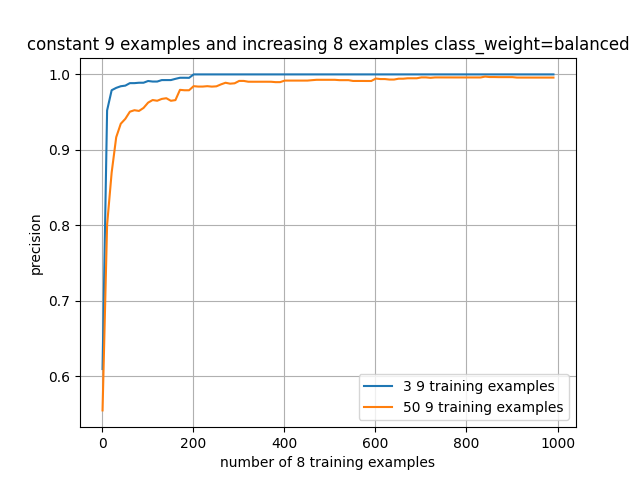 constant 9 examples and increasing 8 examples class_weight=balanced
1.0
0.9
0.8
0.7
0.6
precision
3 9 training examples
50 9 training examples
0 200 400 600 800 1000
number of 8 training examples